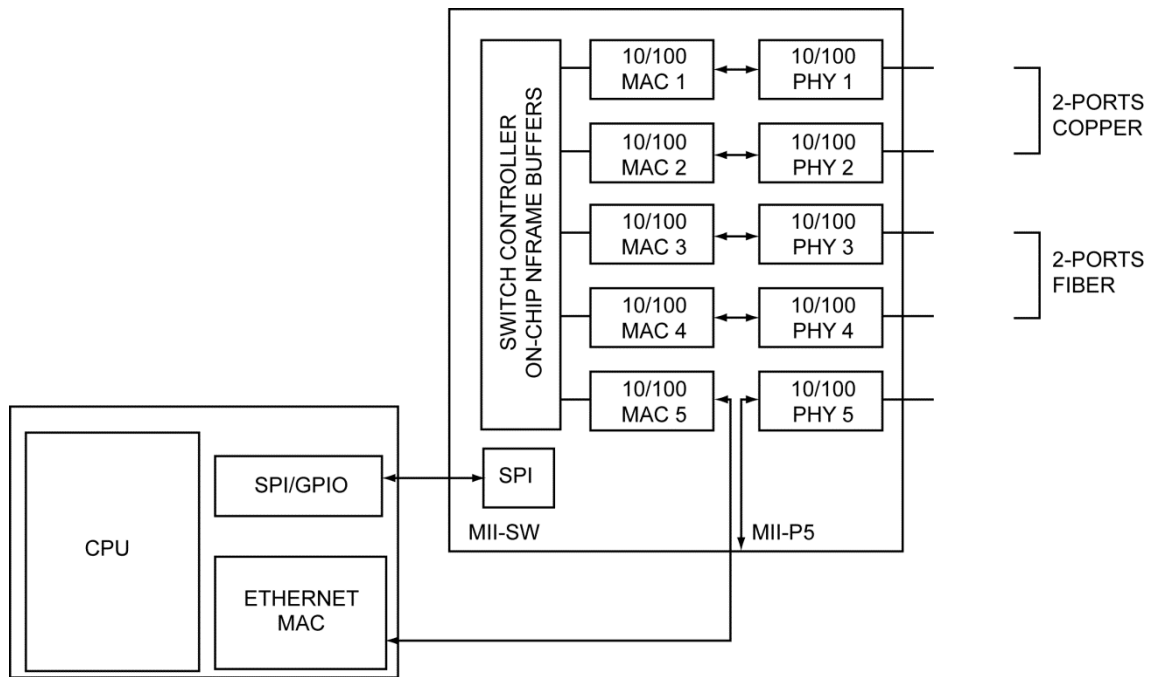 SWITCH CONTROLLER
ON-CHIP NFRAME BUFFERS
10/100
MAC 1
10/100
PHY 1
10/100
MAC 2
10/100
PHY 2
2-PORTS
COPPER
10/100
MAC 3
10/100
PHY 3
10/100
MAC 4
10/100
PHY 4
2-PORTS
FIBER
10/100
MAC 5
10/100
PHY 5
SPI
MII-SW
MII-P5
CPU
SPI/GPIO
ETHERNET
MAC